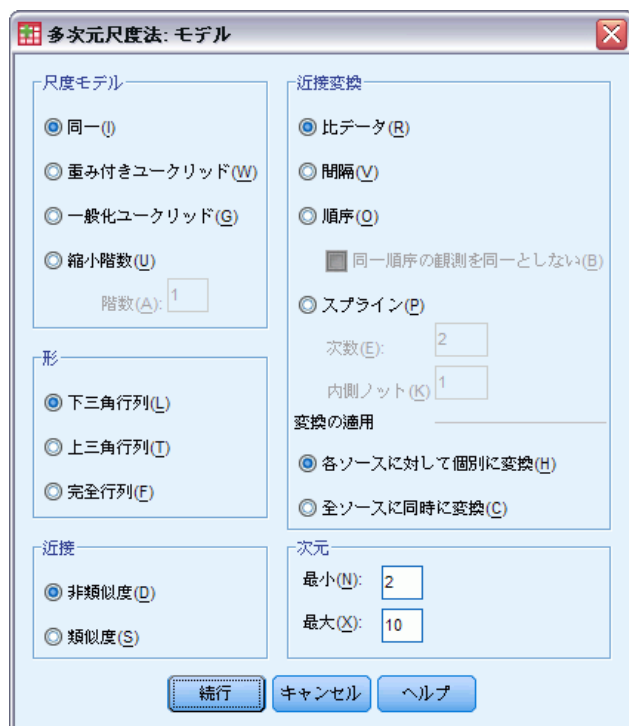 多次元尺度法: モデル
尺度モデル
同一(I)
重み付きユークリッド(W)
一般化ユークリッド(G)
縮小階数(U)
階数(A): 1
形
下三角行列(L)
上三角行列(T)
完全行列(F)
近接
非類似度(D)
類似度(S)
近接変換
比データ(R)
間隔(V)
順序(O)
同一順序の観測を同一としない(B)
スプライン(P)
次数(E): 2
内側ノット(K) 1
変換の適用
各ソースに対して個別に変換(H)
全ソースに同時に変換(C)
次元
最小(N): 2
最大(X): 10
続行 キャンセル ヘルプ